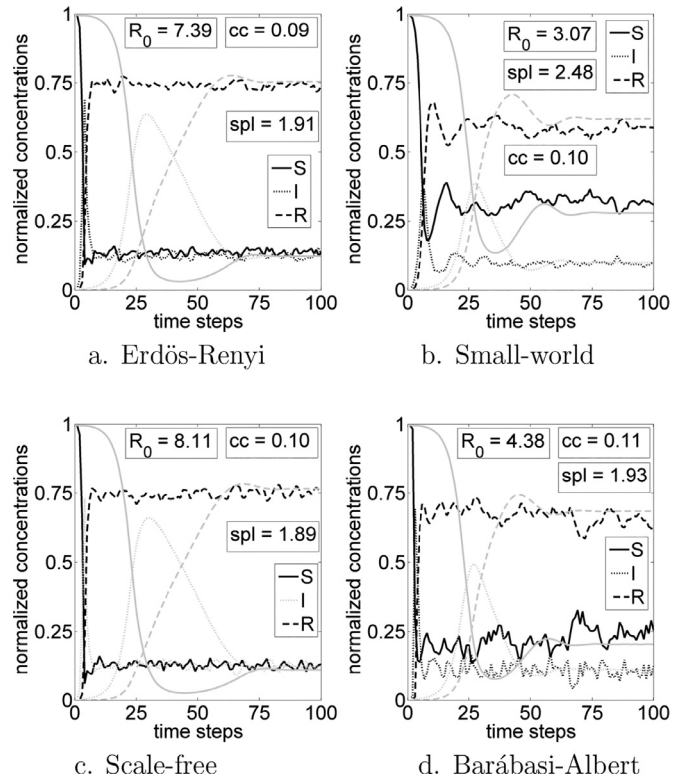 R0 = 7.39
cc = 0.09
spl = 1.91
S
I
R
normalized concentrations
1
0.75
0.5
0.25
0
0 25 50 75 100
time steps
a. Erdös-Renyi
R0 = 3.07
spl = 2.48
cc = 0.10
S
I
R
normalized concentrations
1
0.75
0.5
0.25
0
0 25 50 75 100
time steps
b. Small-world
R0 = 8.11
cc = 0.10
spl = 1.89
S
I
R
normalized concentrations
1
0.75
0.5
0.25
0
0 25 50 75 100
time steps
c. Scale-free
R0 = 4.38
cc = 0.11
spl = 1.93
S
I
R
normalized concentrations
1
0.75
0.5
0.25
0
0 25 50 75 100
time steps
d. Barábasi-Albert